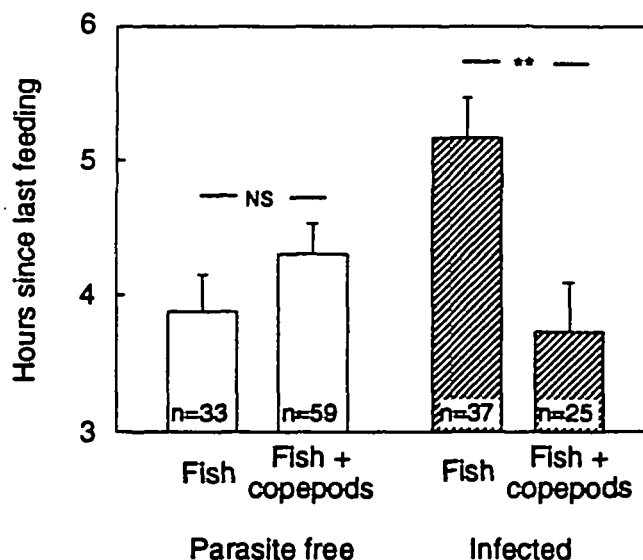 Hours since last feeding
6
5
4
3
NS
**
n=33
n=59
n=37
n=25
Fish
Fish +
copepods
Fish
Fish +
copepods
Parasite free
Infected